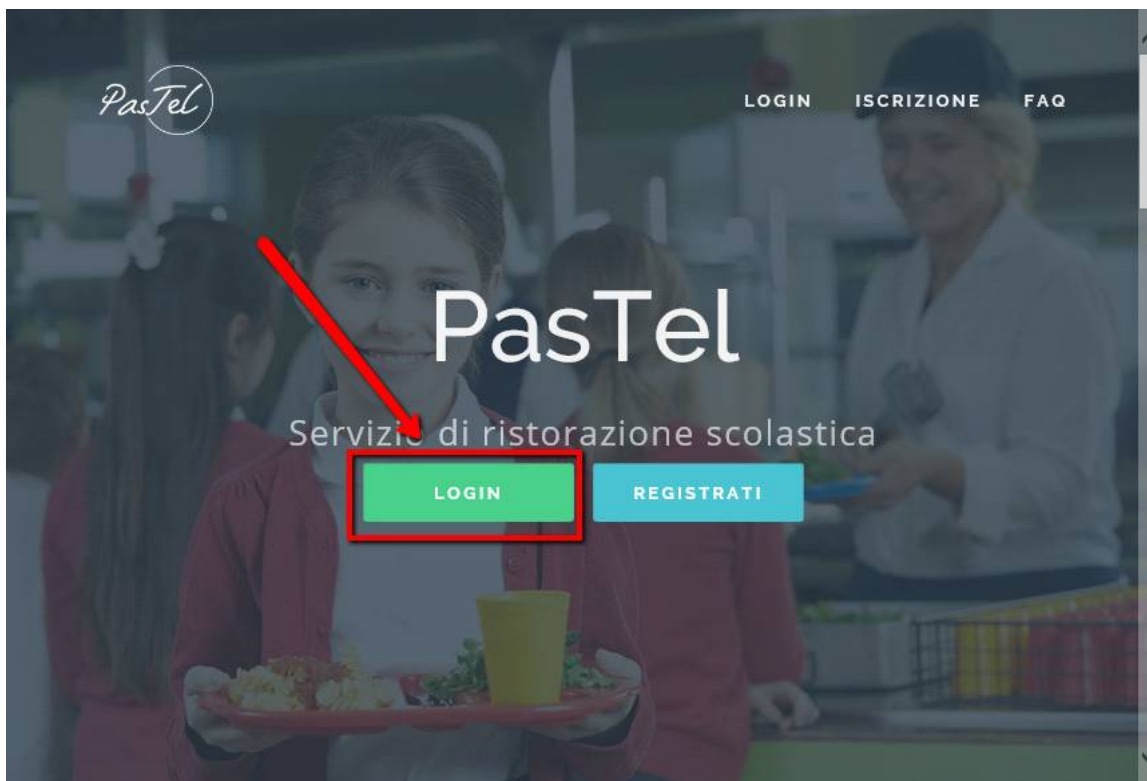 PasTel
LOGIN ISCRIZIONE FAQ
PasTel
Servizio di ristorazione scolastica
LOGIN REGISTRATI